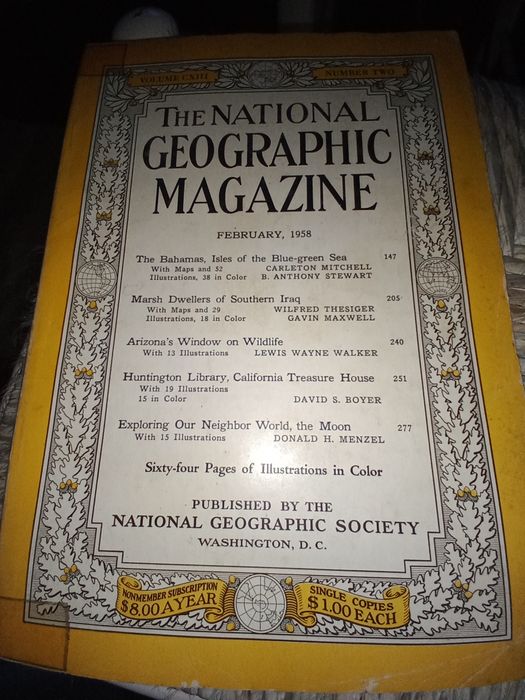 VOLUME CXIII NUMBER TWO
THE NATIONAL
GEOGRAPHIC
MAGAZINE
FEBRUARY, 1958
The Bahamas, Isles of the Blue-green Sea 147
With Maps and 52 CARLETON MITCHELL
Illustrations, 38 in Color B. ANTHONY STEWART
Marsh Dwellers of Southern Iraq 205
With Maps and 29 WILFRED THESIGER
Illustrations, 18 in Color GAVIN MAXWELL
Arizona's Window on Wildlife 240
With 13 Illustrations LEWIS WAYNE WALKER
Huntington Library, California Treasure House 251
With 19 Illustrations
15 in Color DAVID S. BOYER
Exploring Our Neighbor World, the Moon 277
With 15 Illustrations DONALD H. MENZEL
Sixty-four Pages of Illustrations in Color
PUBLISHED BY THE
NATIONAL GEOGRAPHIC SOCIETY
WASHINGTON, D. C.
NONMEMBER SUBSCRIPTION
$8.00 A YEAR
SINGLE COPIES
$1.00 EACH